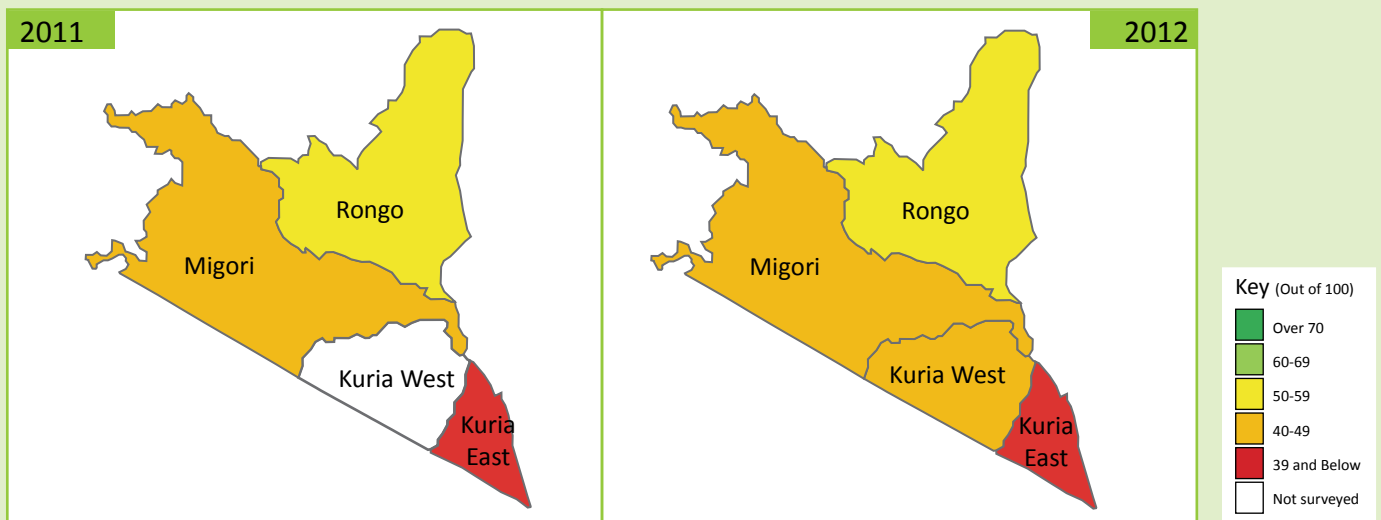 2011
Rongo
Migori
Kuria West
Kuria
East
2012
Rongo
Migori
Kuria West
Kuria
East
Key (Out of 100)
Over 70
60-69
50-59
40-49
39 and Below
Not surveyed